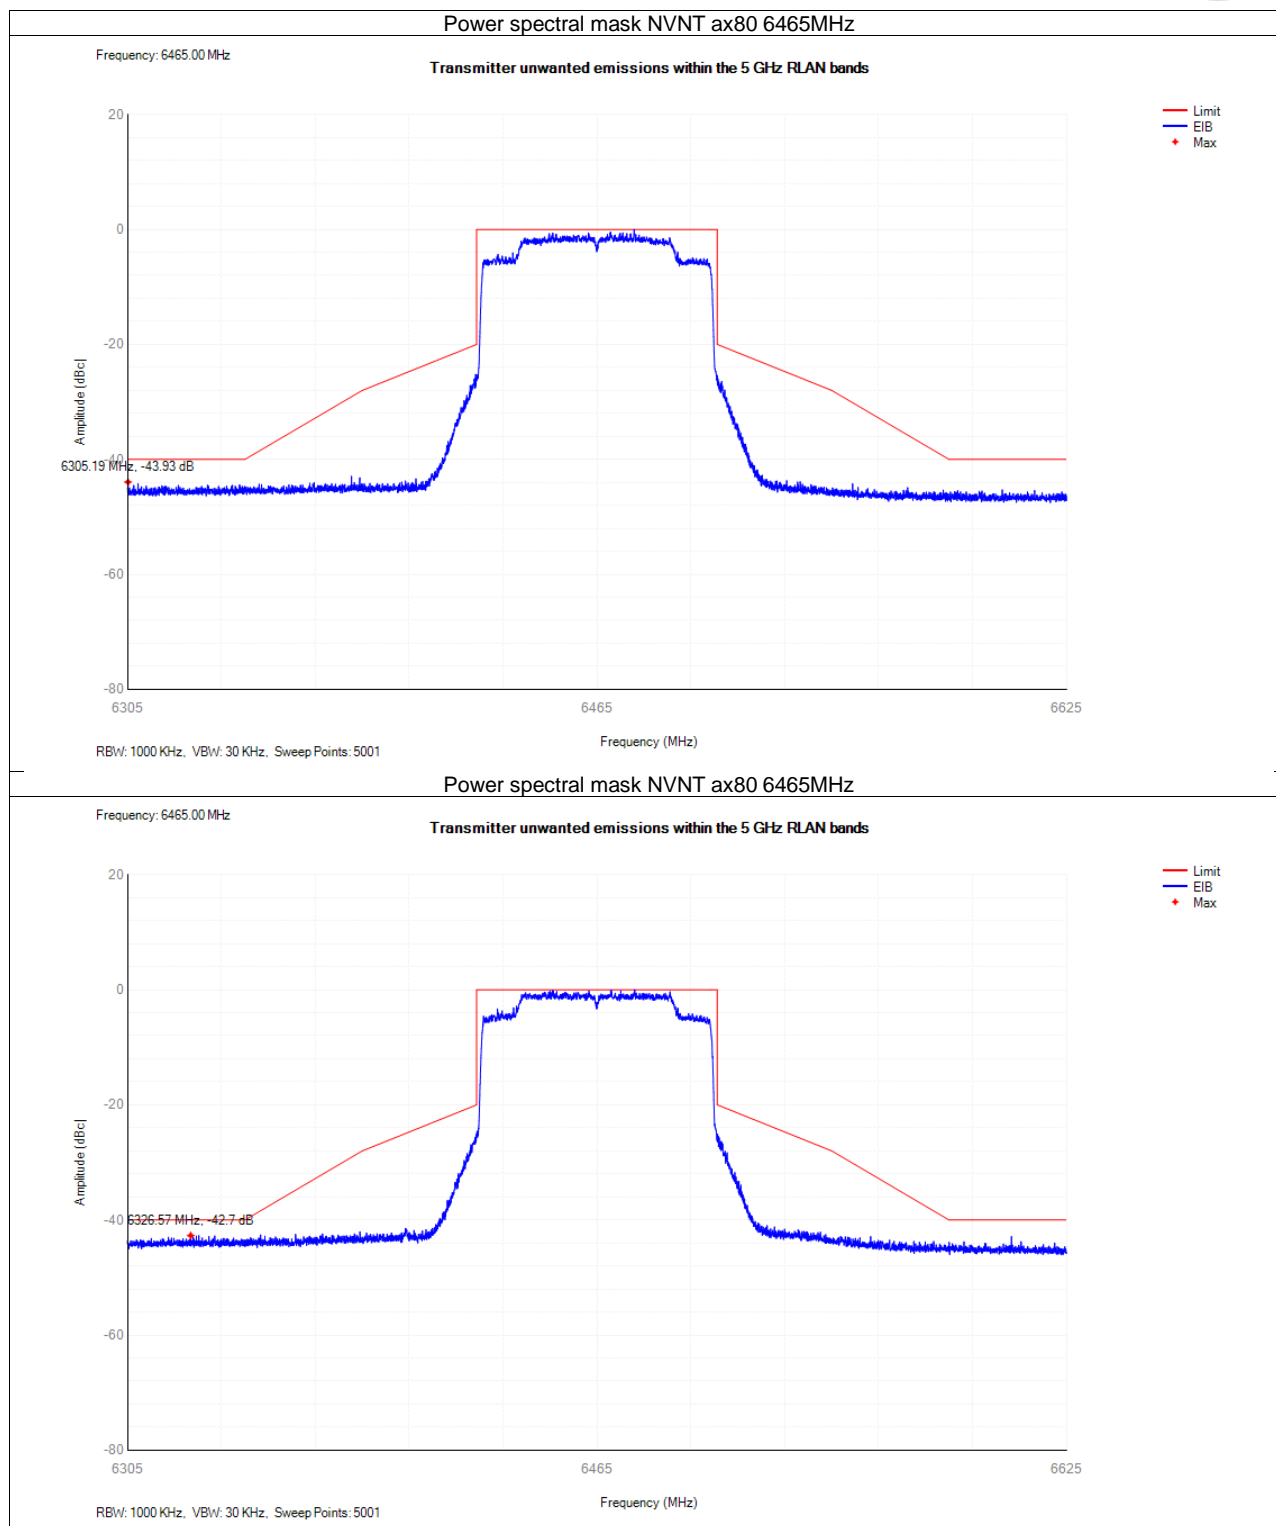 Power spectral mask NVNT ax80 6465MHz
Frequency: 6465.00 MHz
Transmitter unwanted emissions within the 5 GHz RLAN bands
Limit
EIB
Max
20
0
-20
-40
-60
-80
Amplitude (dBc|
6305.19 MHz, -43.93 dB
6305
6465
6625
Frequency (MHz)
RBW: 1000 KHz, VBW: 30 KHz, Sweep Points: 5001
Power spectral mask NVNT ax80 6465MHz
Frequency: 6465.00 MHz
Transmitter unwanted emissions within the 5 GHz RLAN bands
Limit
EIB
Max
20
0
-20
-40
-60
-80
Amplitude (dBc|
6326.57 MHz, -42.7 dB
6305
6465
6625
Frequency (MHz)
RBW: 1000 KHz, VBW: 30 KHz, Sweep Points: 5001